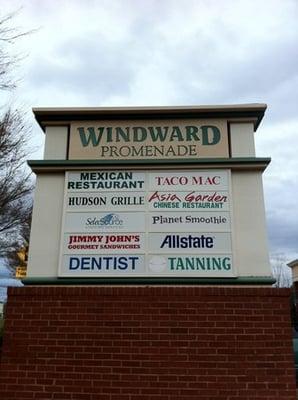 WINDWARD
PROMENADE
MEXICAN
RESTAURANT
TACO MAC
HUDSON GRILLE
ASIA Garden
CHINESE RESTAURANT
SeleSource
Planet Smoothie
JIMMY JOHN'S
GOURMET SANDWICHES
Allstate
DENTIST
TANNING